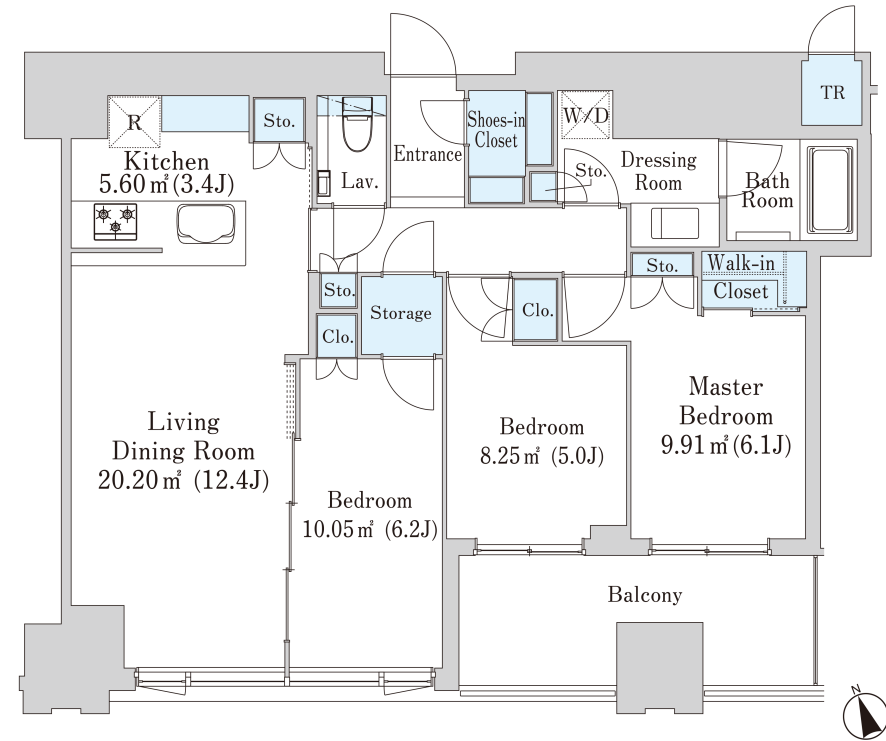 R
Sto.
Kitchen
5.60㎡(3.4J)
Lav.
Entrance
Shoes-in
Closet
W/D
Sto.
Dressing
Room
Bath
Room
TR
Sto.
Clo.
Storage
Clo.
Sto.
Walk-in
Closet
Living
Dining Room
20.20㎡ (12.4J)
Bedroom
10.05㎡ (6.2J)
Bedroom
8.25㎡ (5.0J)
Master
Bedroom
9.91㎡(6.1J)
Balcony
N